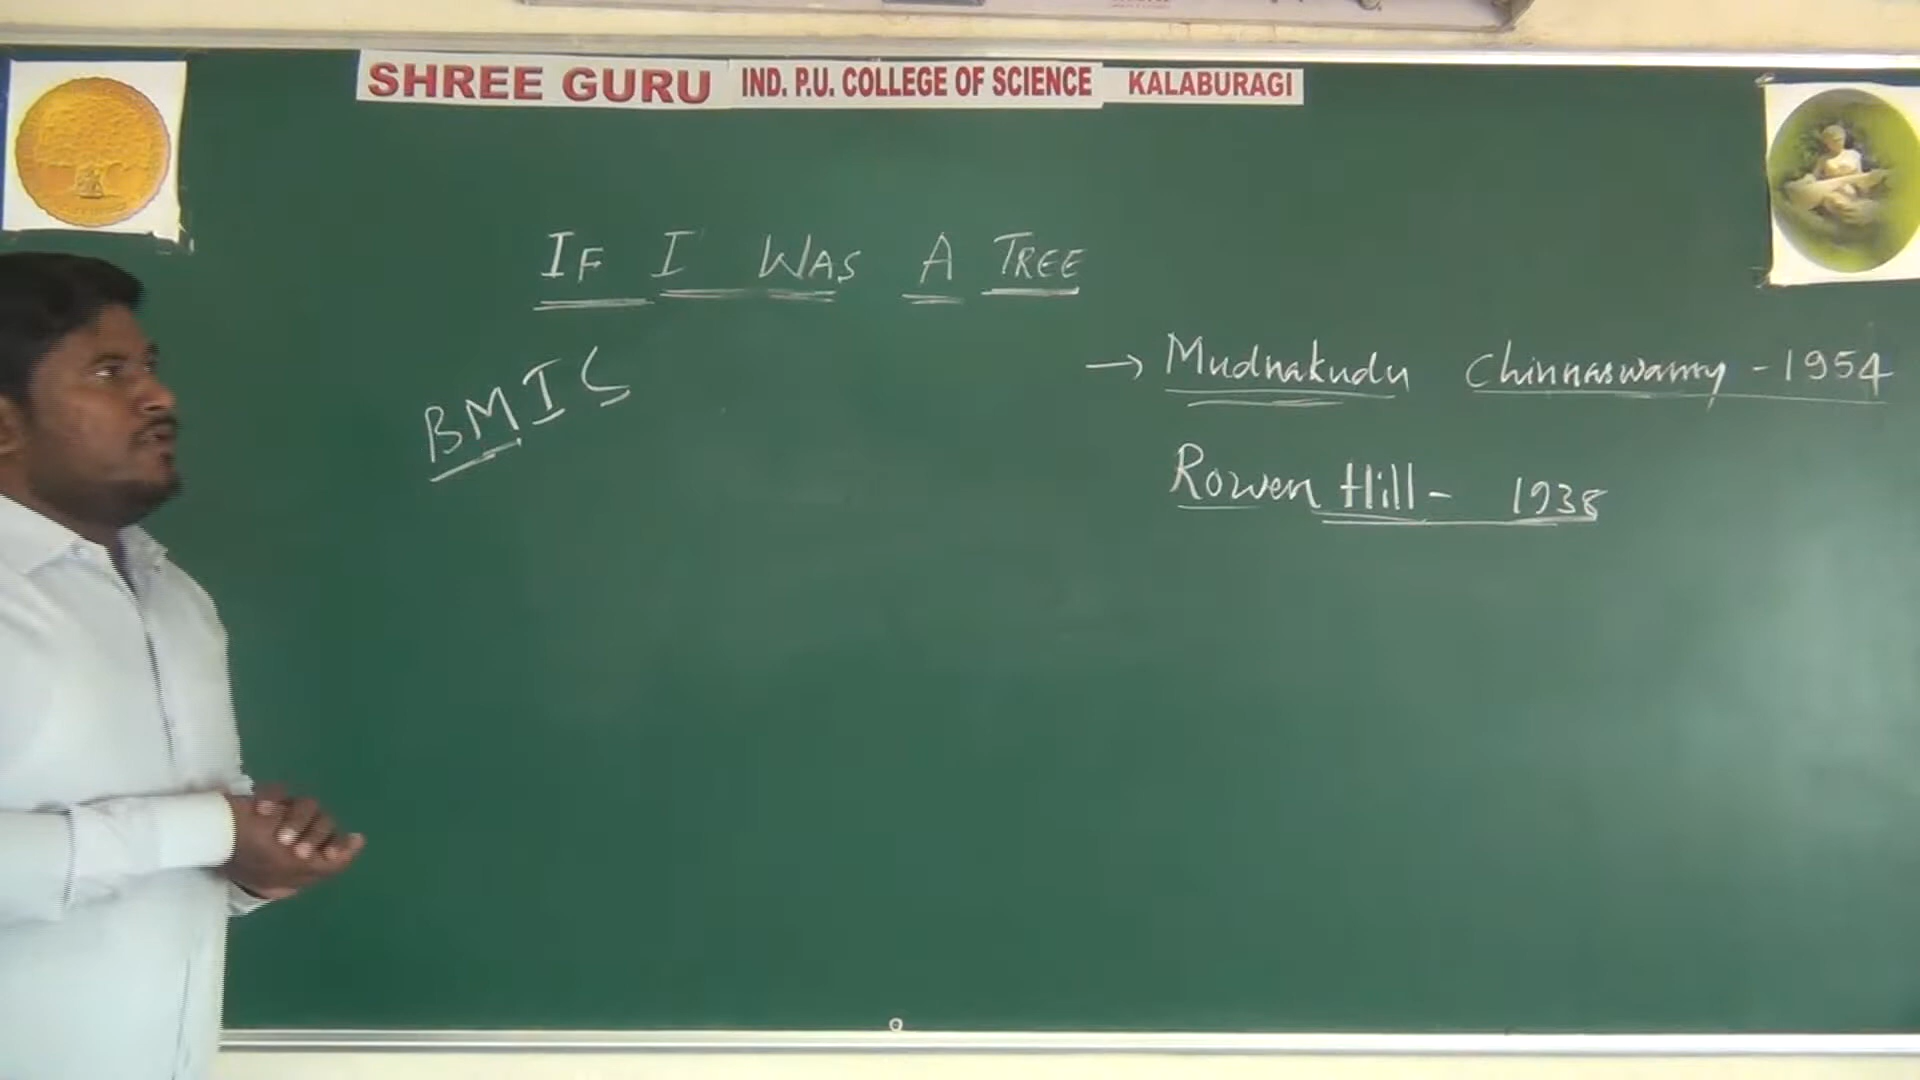 SHREE GURU IND. P.U. COLLEGE OF SCIENCE KALABURAGI
IF I WAS A TREE
→ Mudnakudu Chinnaswamy - 1954
BMIS
Rowen Hill - 1938